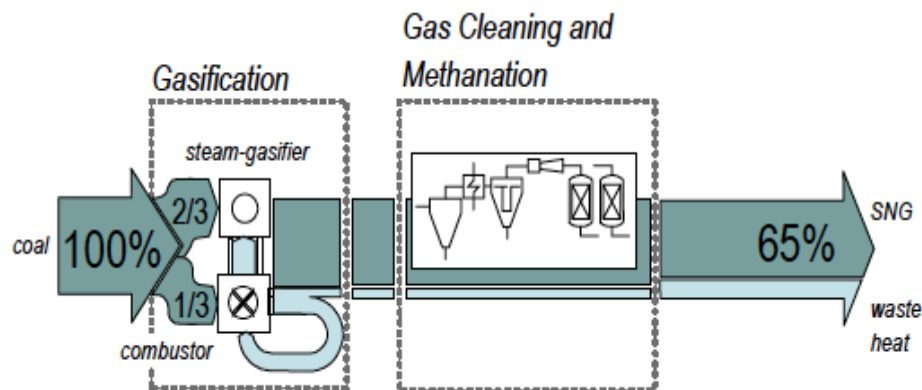 Gas Cleaning and
Methanation
Gasification
steam-gasifier
coal
100%
2/3
1/3
combustor
65%
SNG
waste
heat